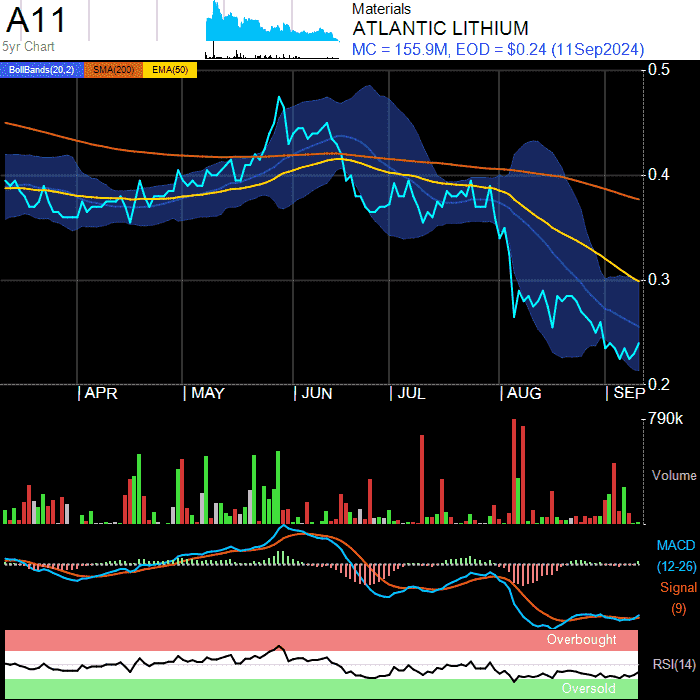 A11
5yr Chart
Materials
ATLANTIC LITHIUM
MC = 155.9M, EOD = $0.24 (11Sep2024)
BollBands(20,2) SMA(200) EMA(50)
0.5
0.4
0.3
0.2
APR MAY JUN JUL AUG SEP
790k
Volume
MACD
(12-26)
Signal
(9)
Overbought
RSI(14)
Oversold